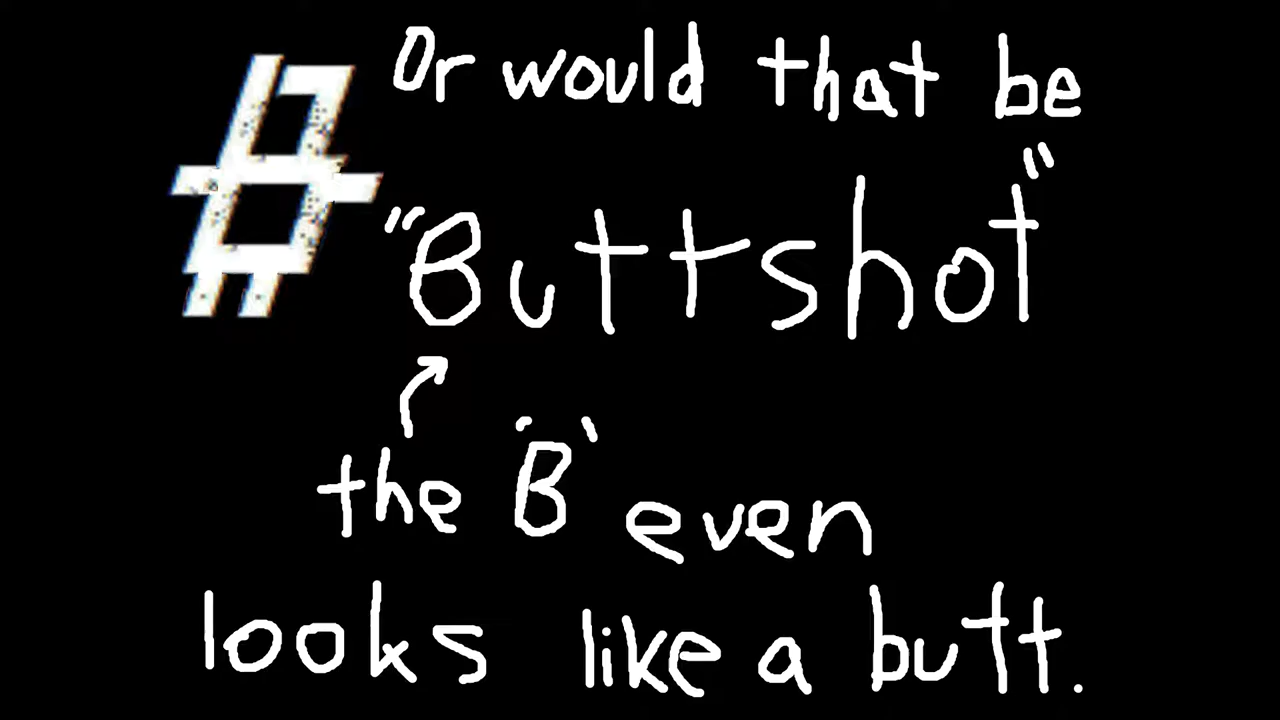 # Or would that be
"Buttshot"
the 'B' even
looks like a butt.